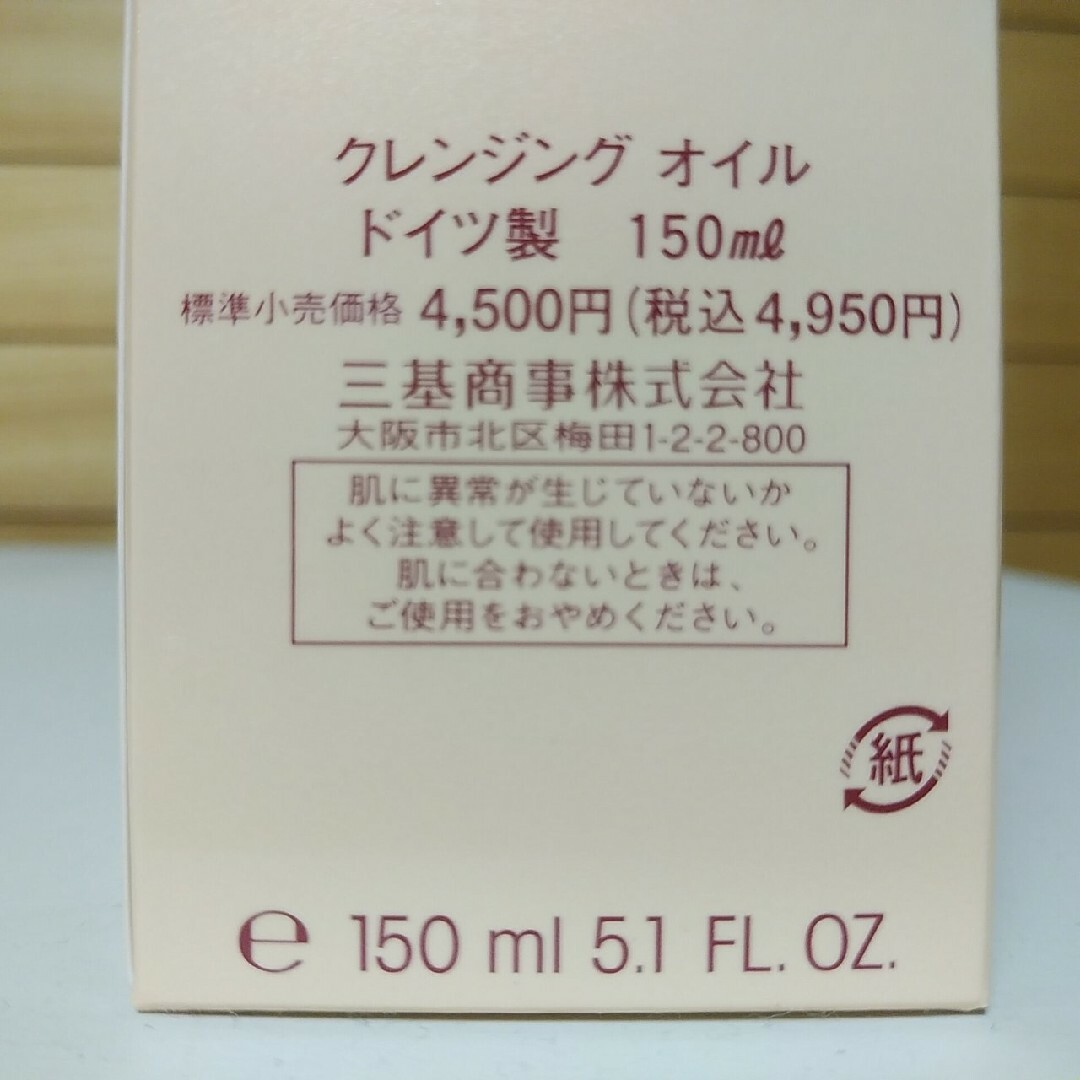 クレンジング オイル
ドイツ製 150㎖
標準小売価格 4,500円(税込4,950円)
三基商事株式会社
大阪市北区梅田1-2-2-800
肌に異常が生じていないか
よく注意して使用してください。
肌に合わないときは、
ご使用をおやめください。
紙
℮ 150 ml 5.1 FL. OZ.